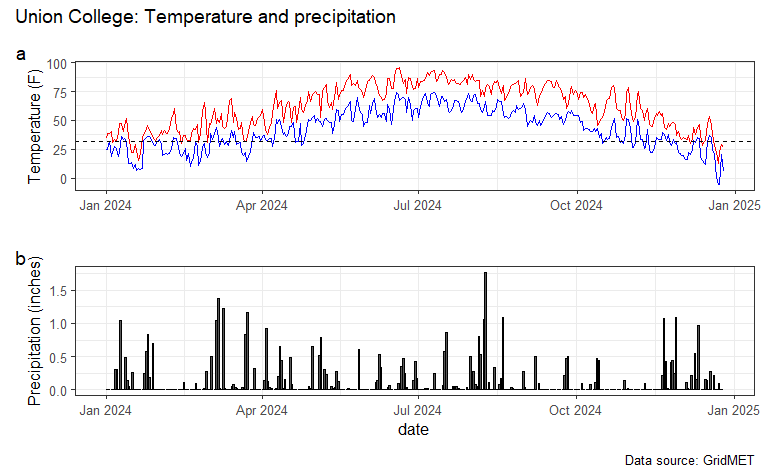 Union College: Temperature and precipitation
a
Temperature (F)
100
75
50
25
0
Jan 2024 Apr 2024 Jul 2024 Oct 2024 Jan 2025
b
Precipitation (inches)
1.5
1.0
0.5
0.0
Jan 2024 Apr 2024 Jul 2024 Oct 2024 Jan 2025
date
Data source: GridMET